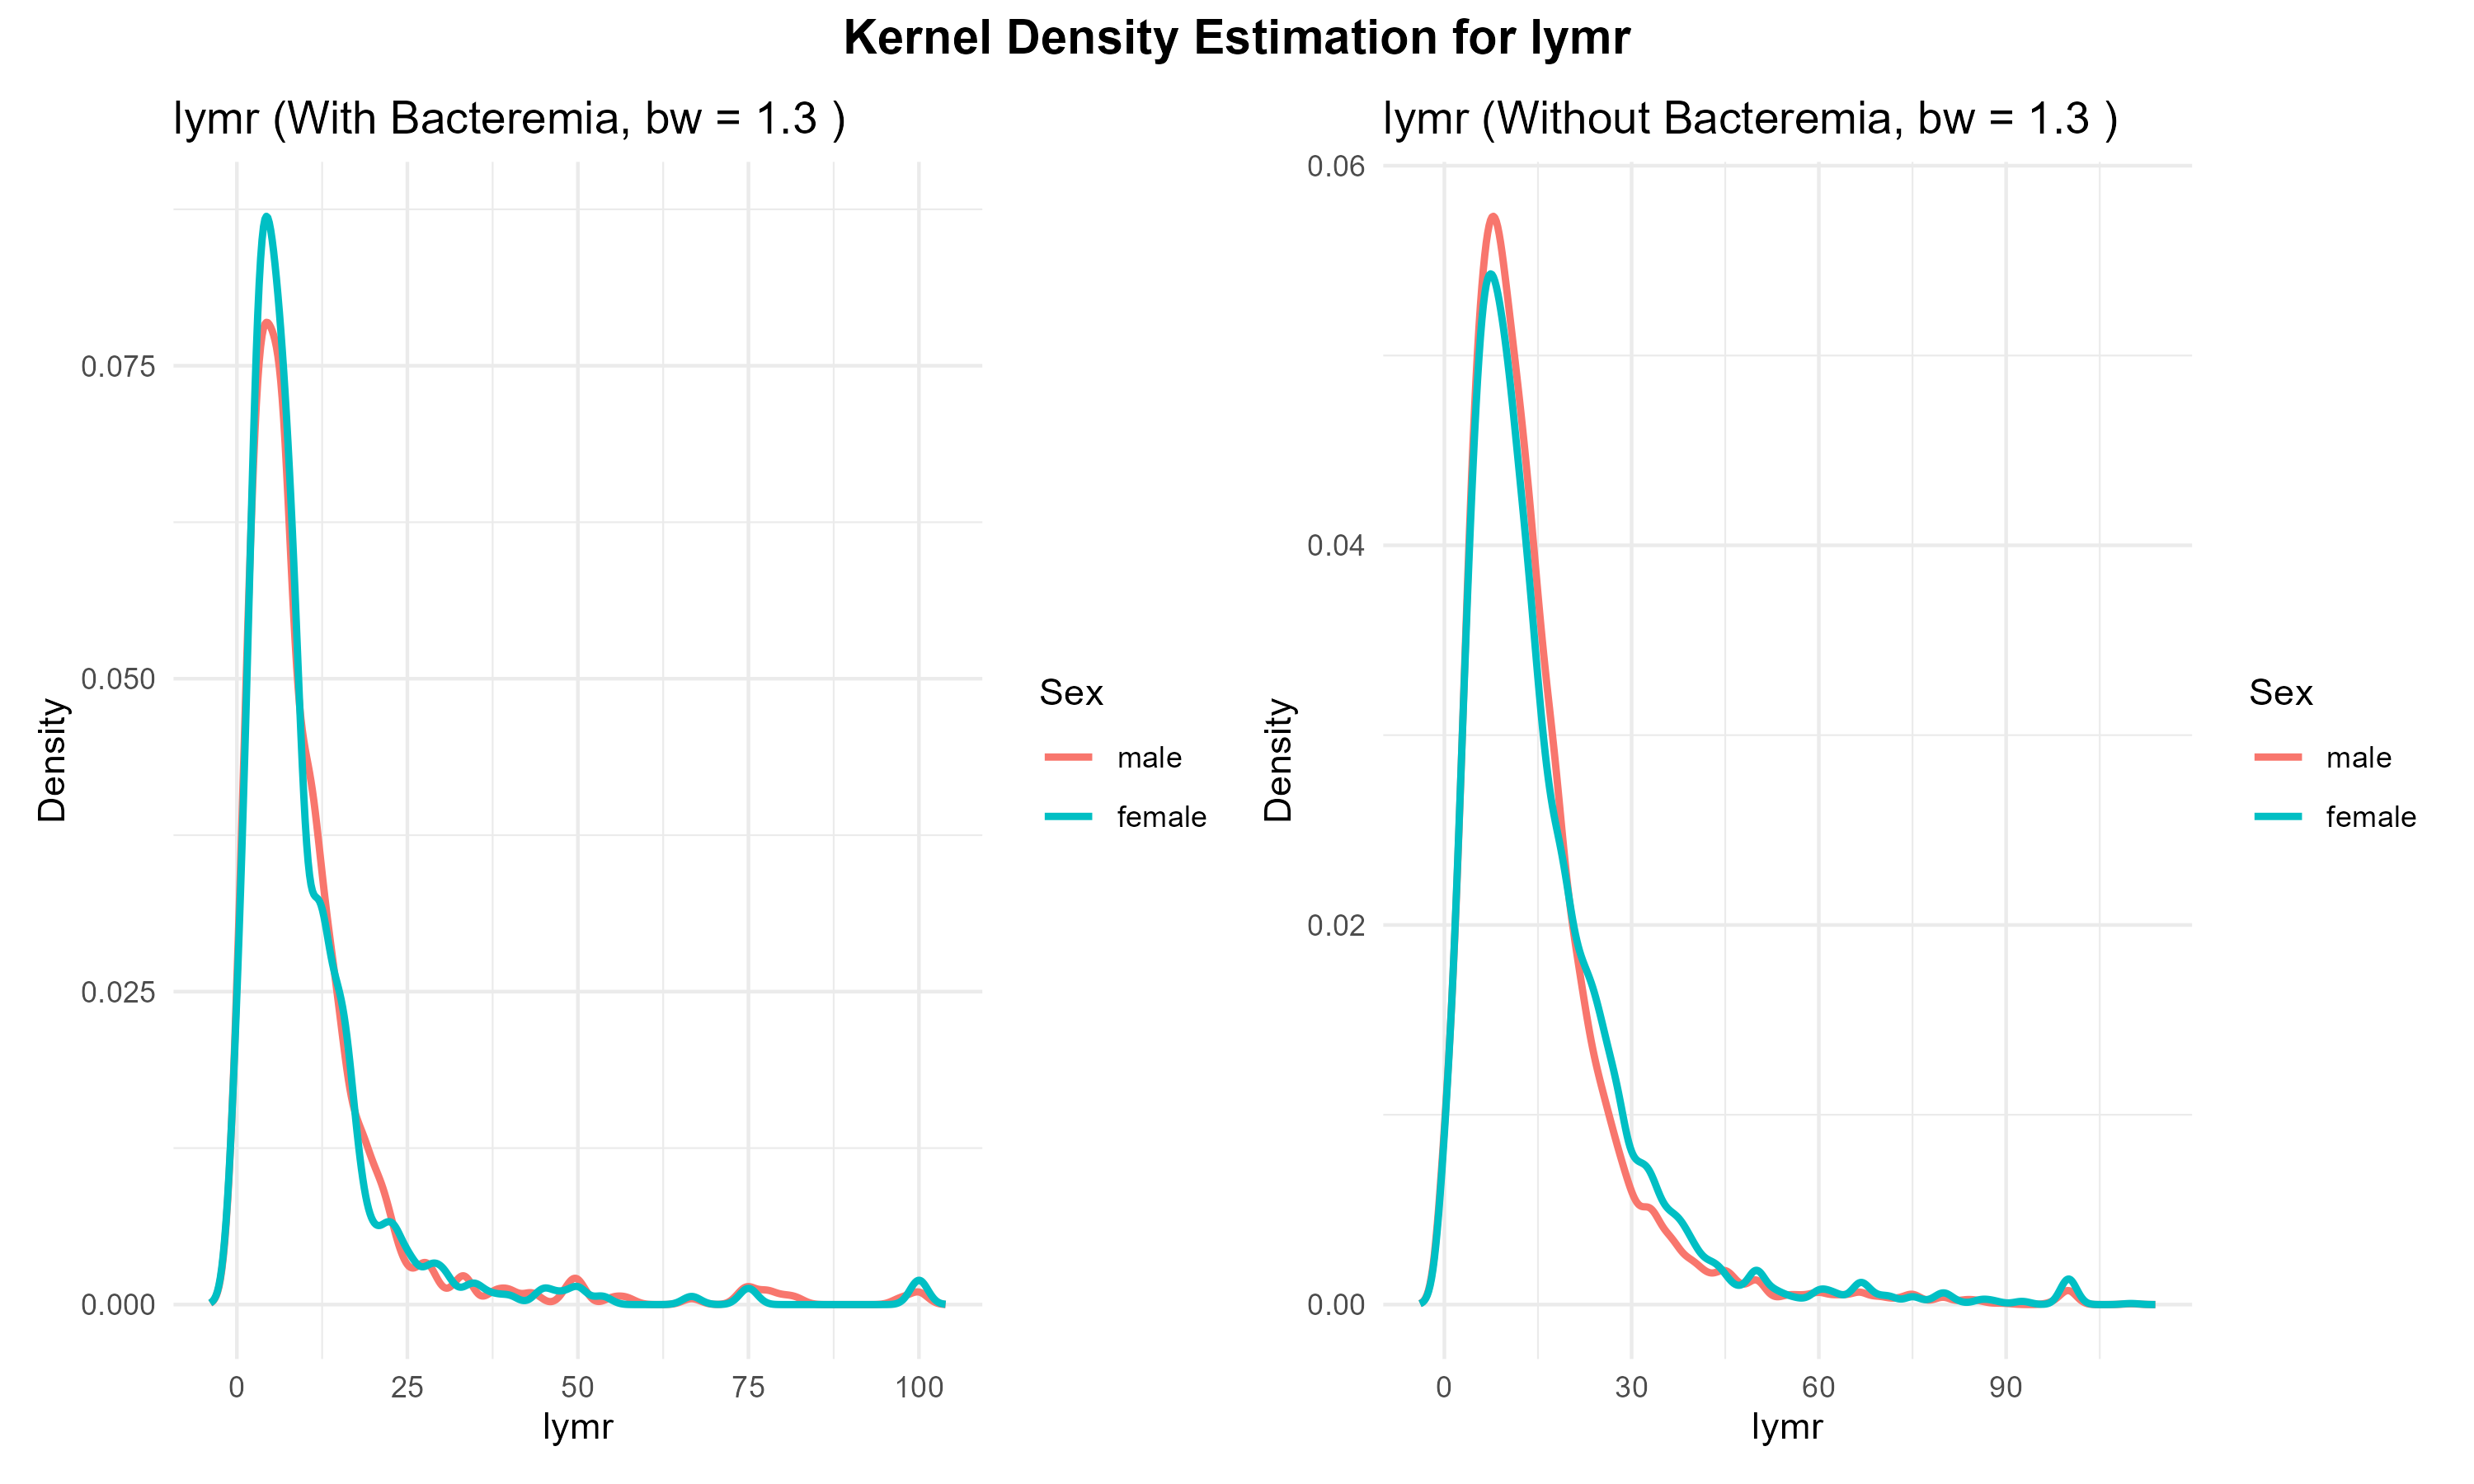 Kernel Density Estimation for lymr
lymr (With Bacteremia, bw = 1.3 )
0.075
0.050
0.025
0.000
Density
0 25 50 75 100
lymr
Sex
male
female
lymr (Without Bacteremia, bw = 1.3 )
0.06
0.04
0.02
0.00
Density
0 30 60 90
lymr
Sex
male
female